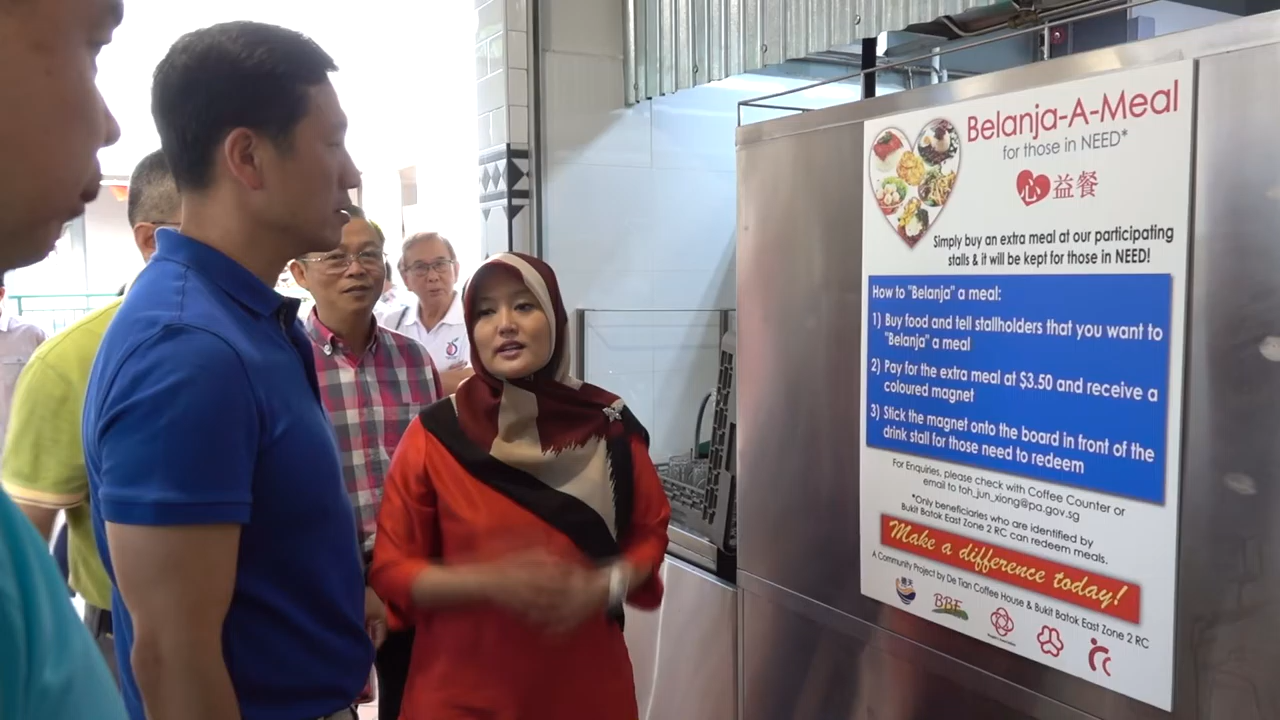 Belanja-A-Meal
for those in NEED*
心益餐
Simply buy an extra meal at our participating
stalls & it will be kept for those in NEED!
How to "Belanja" a meal:
1) Buy food and tell stallholders that you want to
"Belanja" a meal
2) Pay for the extra meal at $3.50 and receive a
coloured magnet
3) Stick the magnet onto the board in front of the
drink stall for those need to redeem
For Enquiries, please check with Coffee Counter or
email to toh_jun_xiong@pa.gov.sg
*Only beneficiaries who are identified by
Bukit Batok East Zone 2 RC can redeem meals.
Make a difference today!
A Community Project by De Tian Coffee House & Bukit Batok East Zone 2 RC
BBE